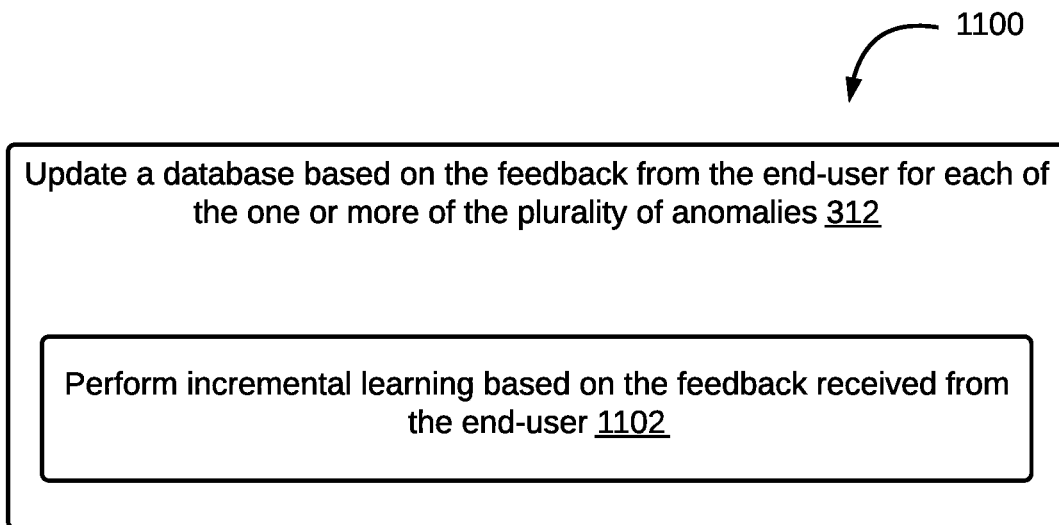 1100
Update a database based on the feedback from the end-user for each of
the one or more of the plurality of anomalies 312
Perform incremental learning based on the feedback received from
the end-user 1102